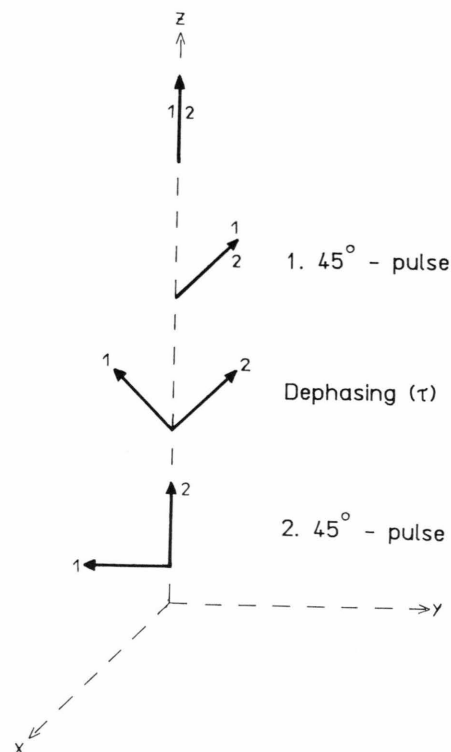 Z
1 2
1
2
1. 45° - pulse
1
2
Dephasing (τ)
2
2. 45° - pulse
1
Y
X